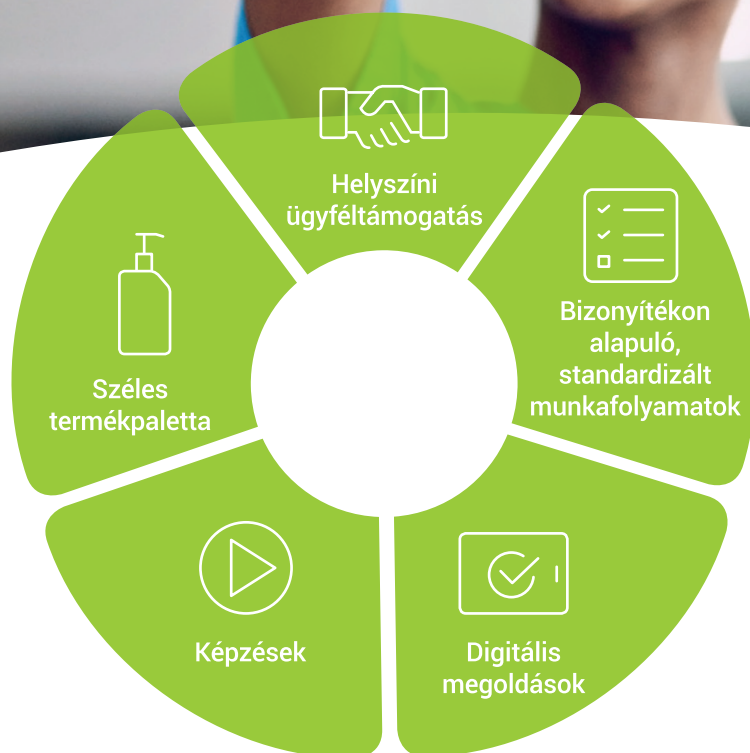 Helyszíni
ügyféltámogatás
Bizonyítékon
alapuló,
standardizált
munkafolyamatok
Digitális
megoldások
Képzések
Széles
termékpaletta